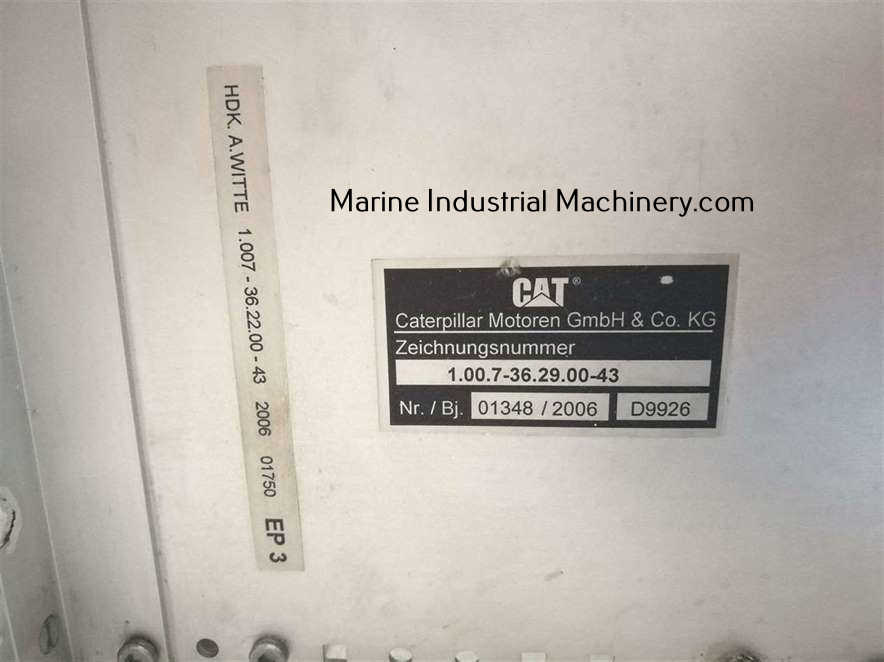 HDK. A.WITTE 1.007 - 36.22.00 - 43 2006 01750 EP 3
Marine Industrial Machinery.com
CAT®
Caterpillar Motoren GmbH & Co. KG
Zeichnungsnummer
1.00.7-36.29.00-43
Nr. / Bj. 01348 / 2006 D9926